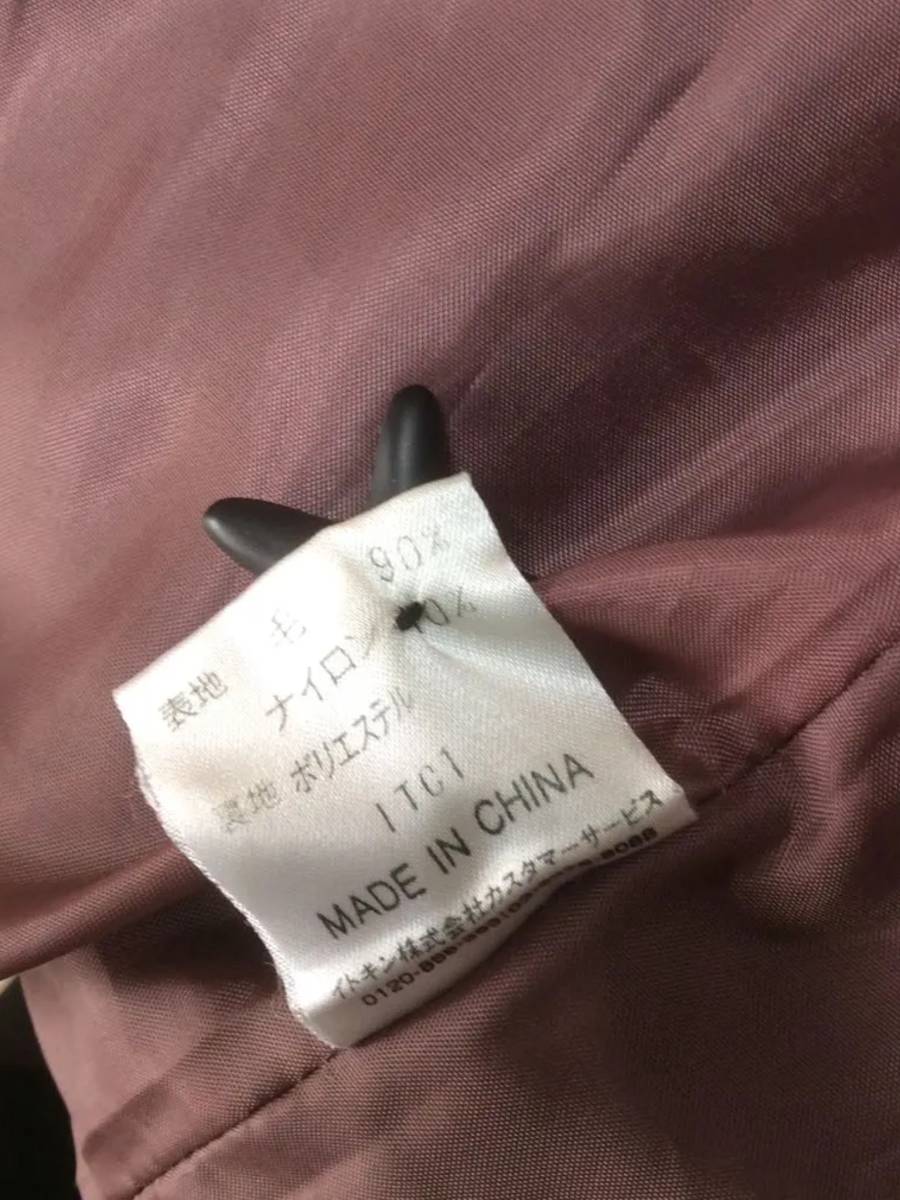 表地 毛 90%
ナイロン 10%
裏地 ポリエステル
ITC1
MADE IN CHINA
イトキン株式会社カスタマーサービス
0120-